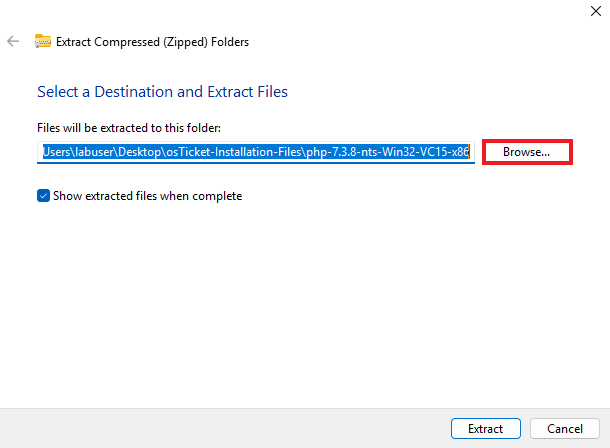 Extract Compressed (Zipped) Folders
Select a Destination and Extract Files
Files will be extracted to this folder:
Users\labuser\Desktop\osTicket-Installation-Files\php-7.3.8-nts-Win32-VC15-x86
Browse...
Show extracted files when complete
Extract
Cancel